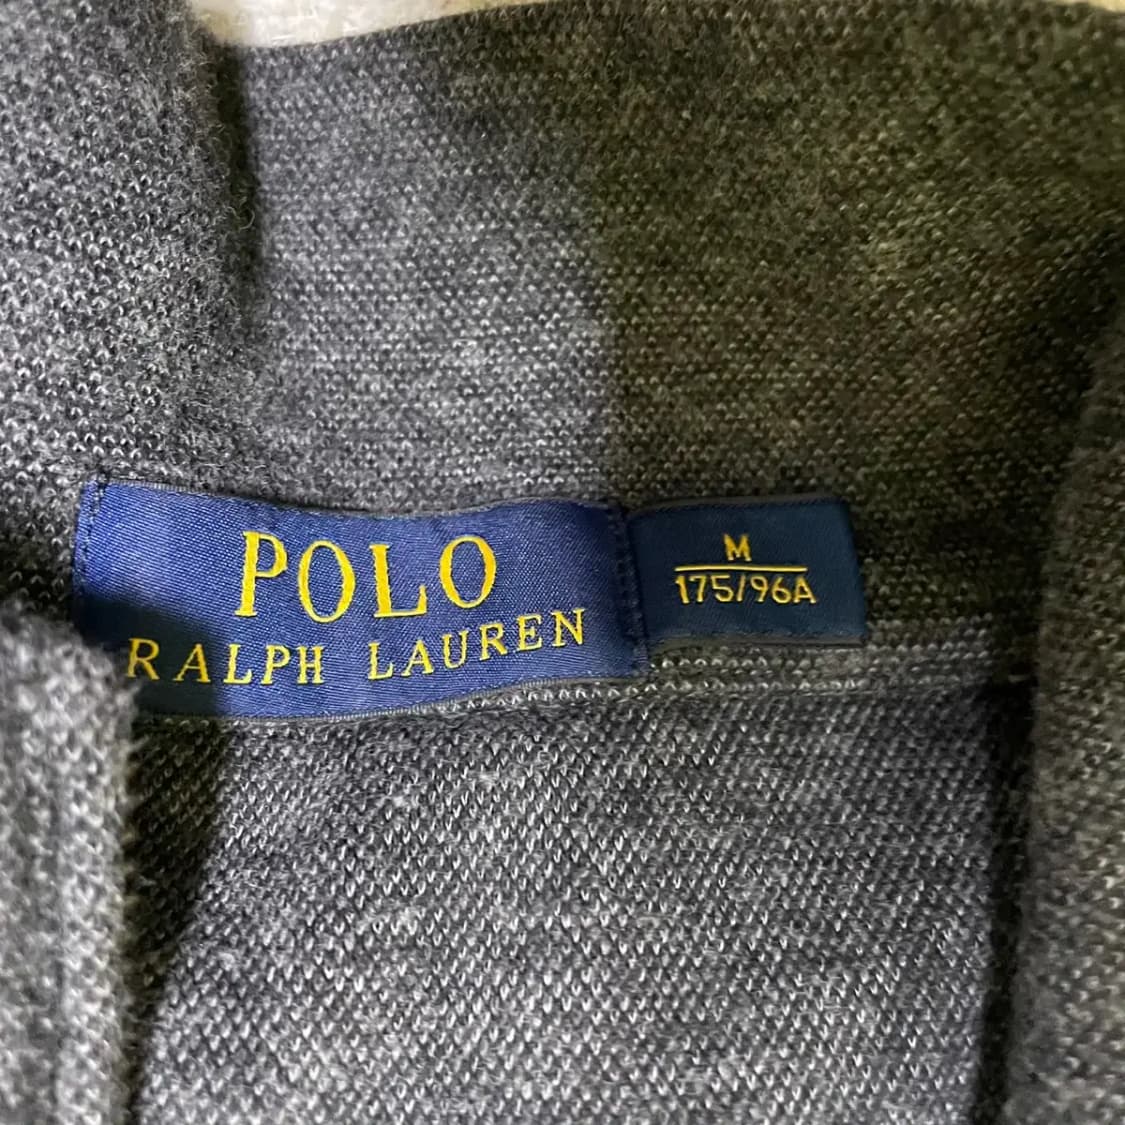 POLO
RALPH LAUREN
M
175/96A